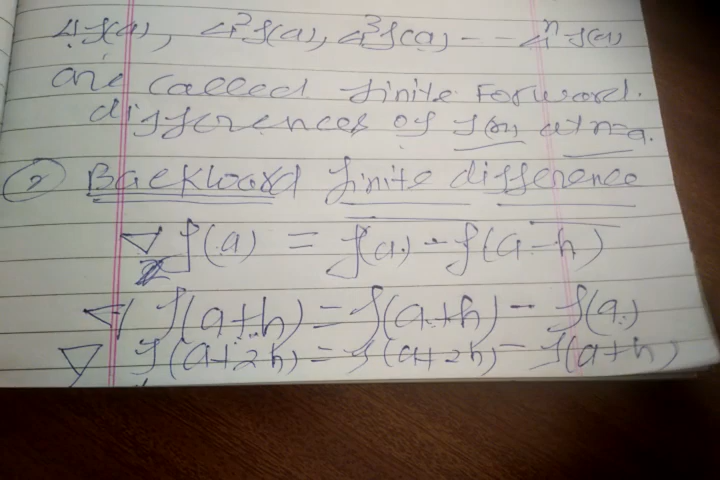 Δf(a), Δ²f(a), Δ³f(a) - - - Δⁿf(a)
are called finite Forward.
differences of f(x) at x=a.
② Backward finite difference
∇ f(a) = f(a) - f(a-h)
∇ f(a+h) = f(a+h) - f(a)
∇ f(a+2h) = f(a+2h) - f(a+h)